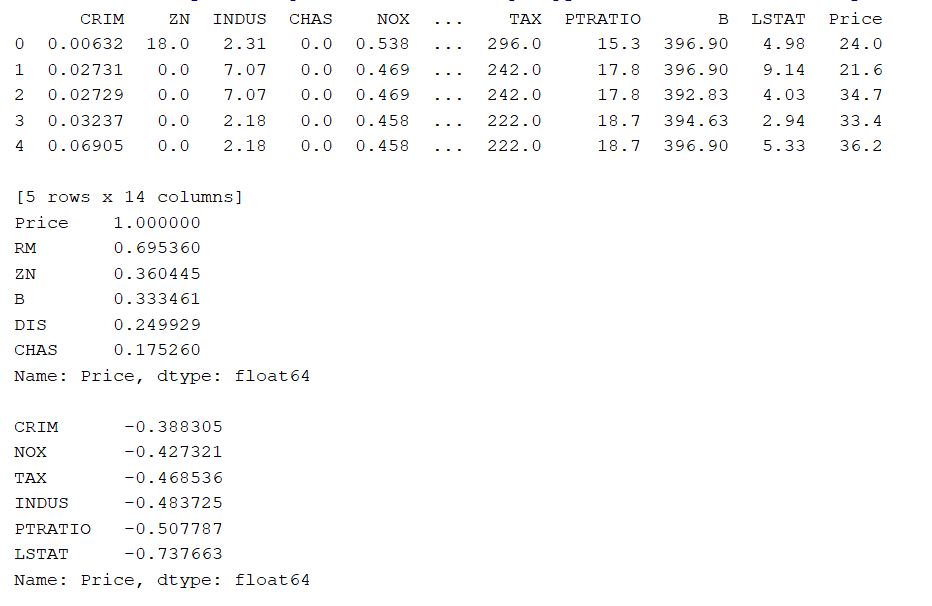 CRIM ZN INDUS CHAS NOX ... TAX PTRATIO B LSTAT Price
0 0.00632 18.0 2.31 0.0 0.538 ... 296.0 15.3 396.90 4.98 24.0
1 0.02731 0.0 7.07 0.0 0.469 ... 242.0 17.8 396.90 9.14 21.6
2 0.02729 0.0 7.07 0.0 0.469 ... 242.0 17.8 392.83 4.03 34.7
3 0.03237 0.0 2.18 0.0 0.458 ... 222.0 18.7 394.63 2.94 33.4
4 0.06905 0.0 2.18 0.0 0.458 ... 222.0 18.7 396.90 5.33 36.2
[5 rows x 14 columns]
Price 1.000000
RM 0.695360
ZN 0.360445
B 0.333461
DIS 0.249929
CHAS 0.175260
Name: Price, dtype: float64
CRIM -0.388305
NOX -0.427321
TAX -0.468536
INDUS -0.483725
PTRATIO -0.507787
LSTAT -0.737663
Name: Price, dtype: float64